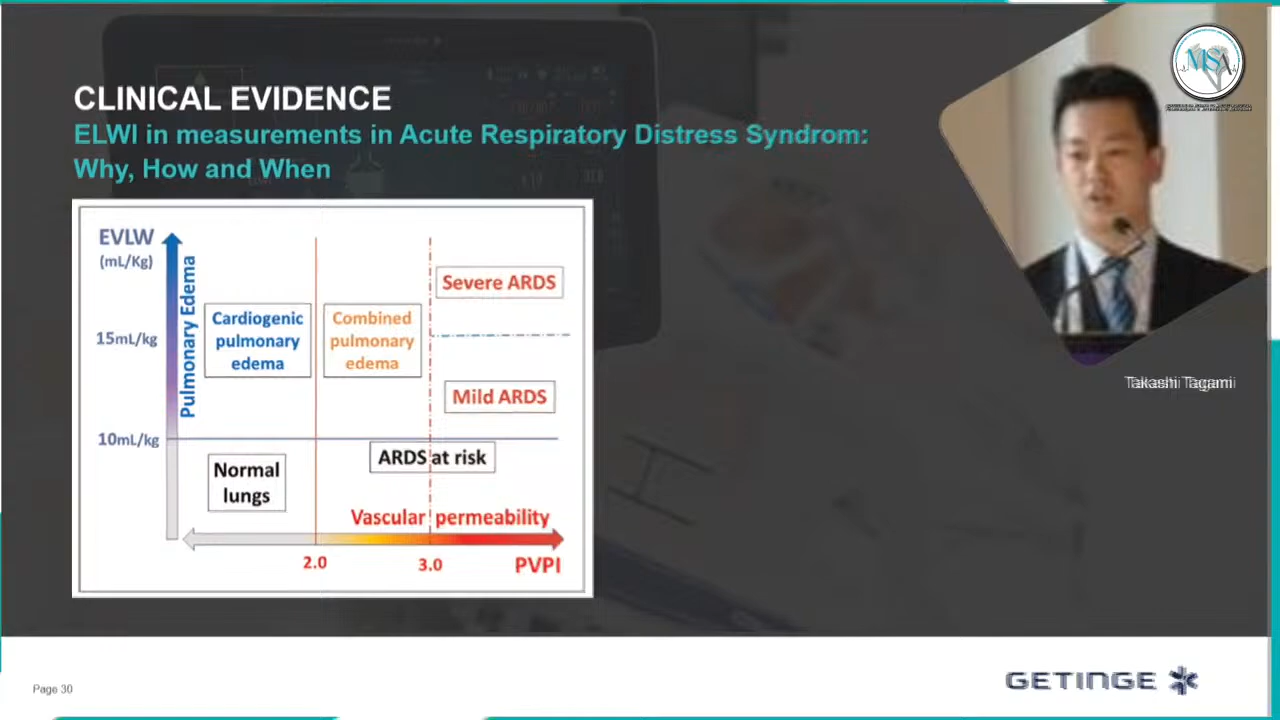 CLINICAL EVIDENCE
ELWI in measurements in Acute Respiratory Distress Syndrom:
Why, How and When
EVLW
(mL/Kg)
Pulmonary Edema
15mL/kg
10mL/kg
Cardiogenic
pulmonary
edema
Combined
pulmonary
edema
Severe ARDS
Mild ARDS
Normal
lungs
ARDS at risk
Vascular permeability
2.0
3.0
PVPI
MSA
Takashi Tagami
Page 30
GETINGE